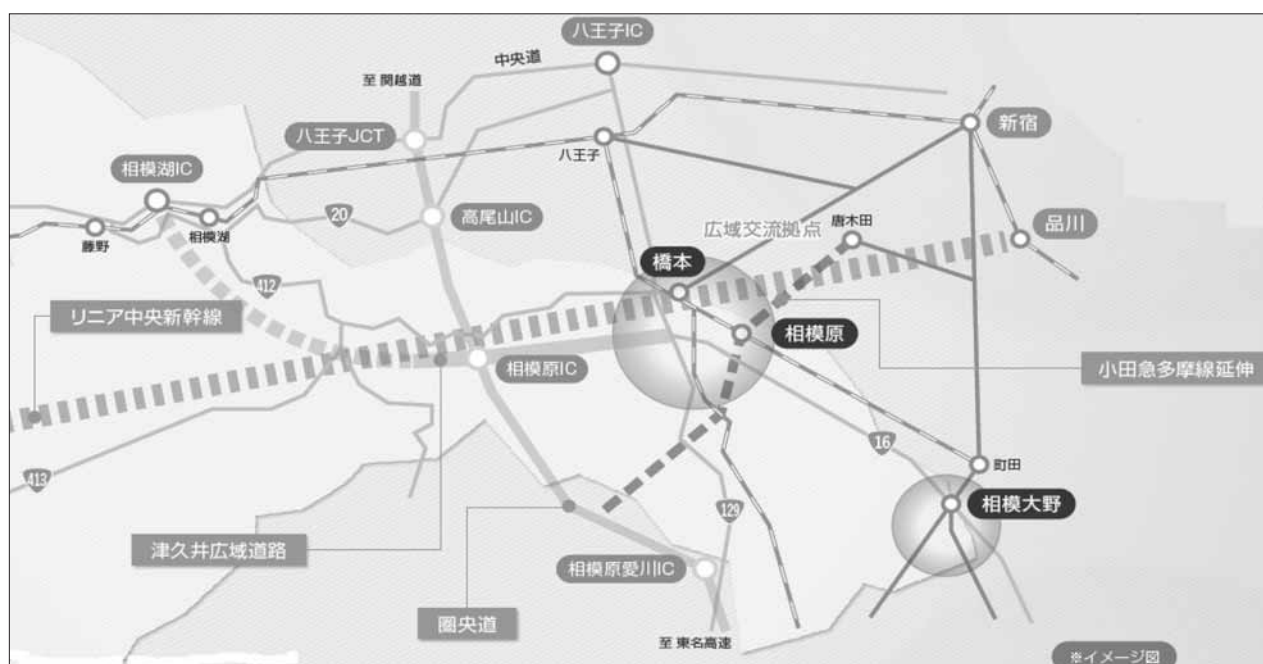 八王子IC
中央道
至 関越道
八王子JCT
新宿
八王子
相模湖IC
20
高尾山IC
相模湖
藤野
広域交流拠点
唐木田
品川
橋本
412
リニア中央新幹線
相模原
相模原IC
小田急多摩線延伸
16
413
町田
129
相模大野
津久井広域道路
相模原愛川IC
圏央道
至 東名高速
※イメージ図